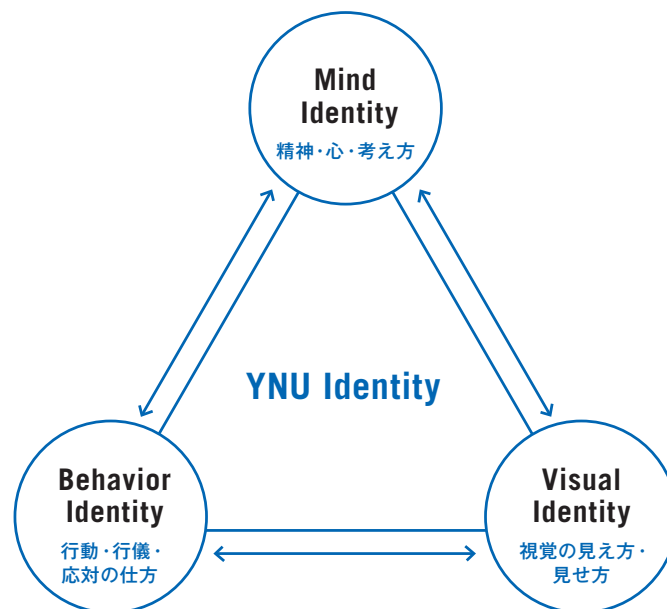 Mind
Identity
精神・心・考え方
YNU Identity
Behavior
Identity
行動・行儀・
応対の仕方
Visual
Identity
視覚の見え方・
見せ方